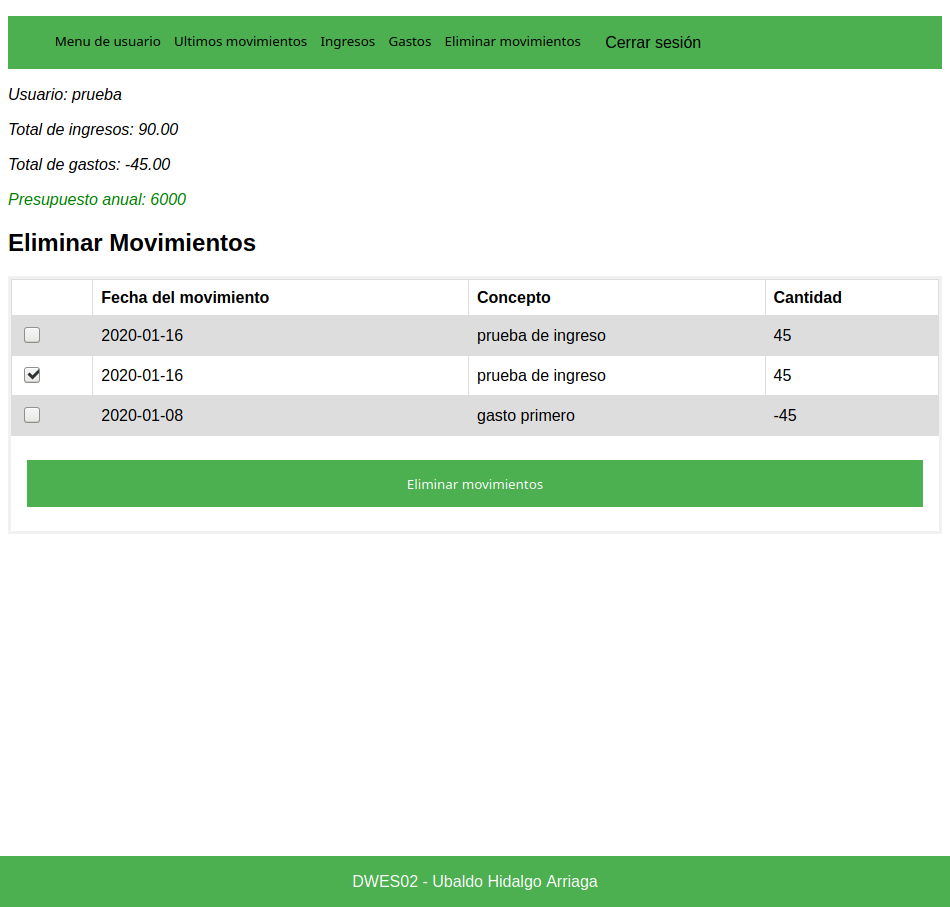 Menu de usuario Ultimos movimientos Ingresos Gastos Eliminar movimientos Cerrar sesión
Usuario: prueba
Total de ingresos: 90.00
Total de gastos: -45.00
Presupuesto anual: 6000
Eliminar Movimientos
Fecha del movimiento Concepto Cantidad
2020-01-16 prueba de ingreso 45
2020-01-16 prueba de ingreso 45
2020-01-08 gasto primero -45
Eliminar movimientos
DWES02 - Ubaldo Hidalgo Arriaga